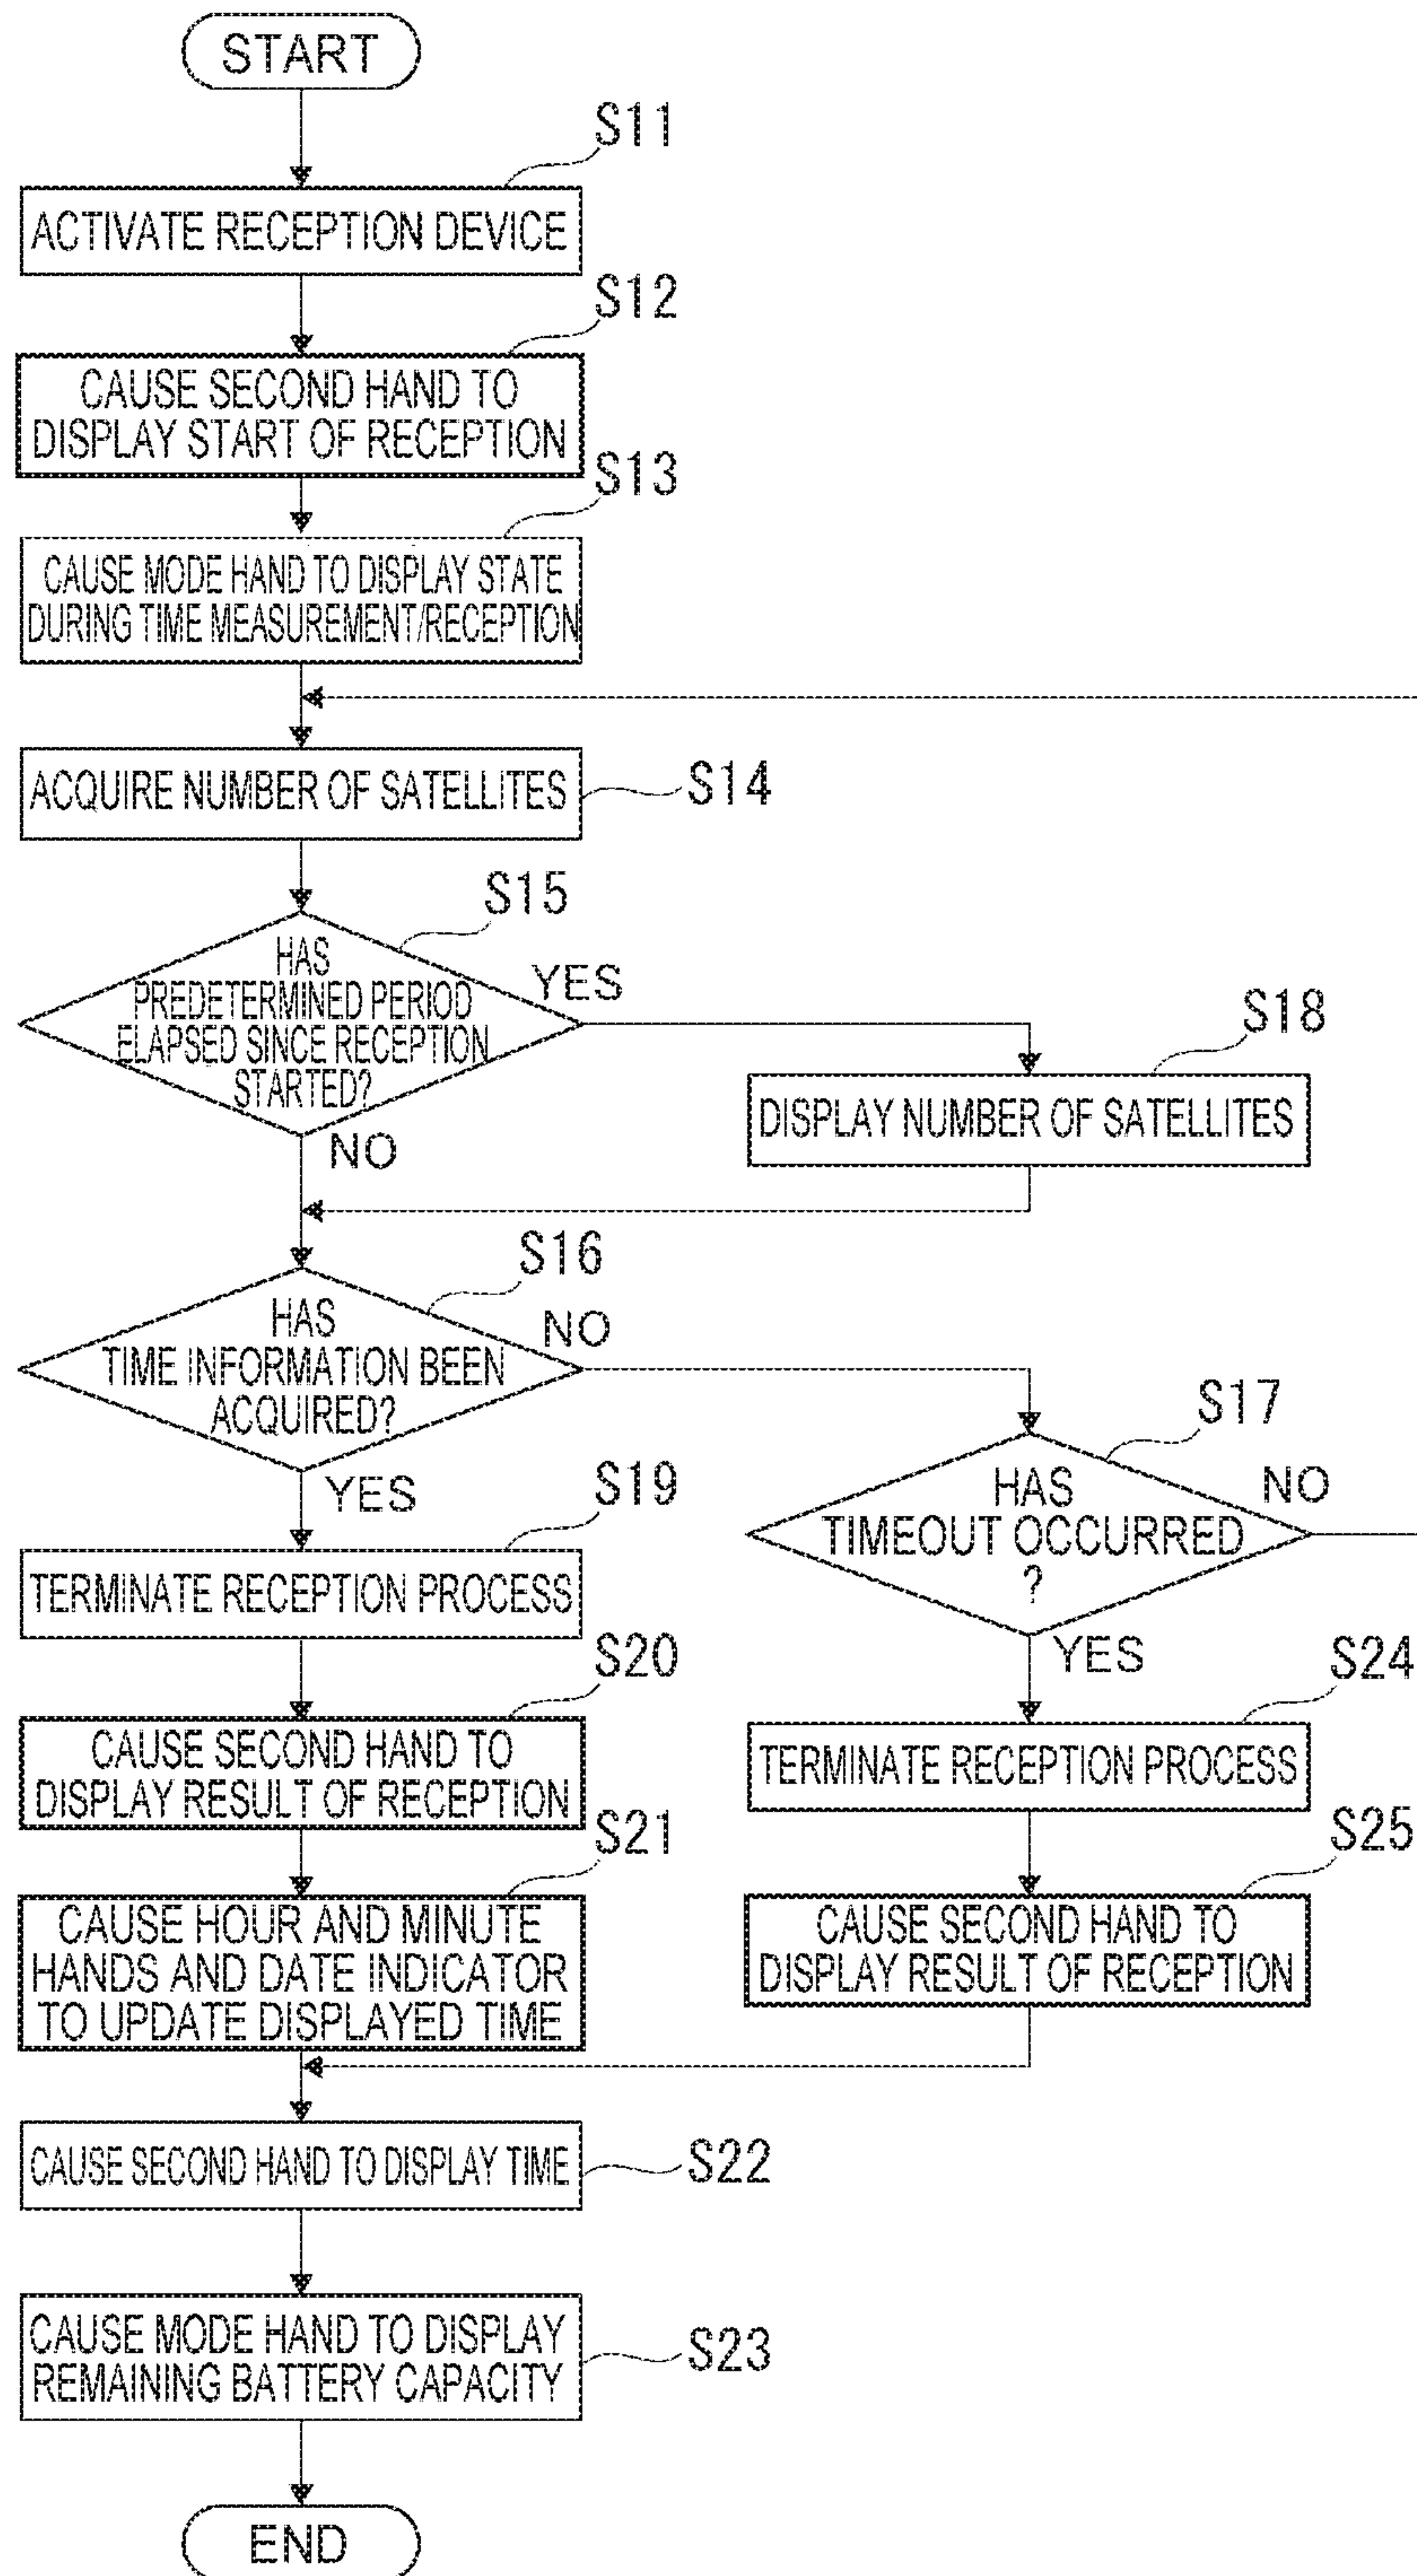 START
S11
ACTIVATE RECEPTION DEVICE
S12
CAUSE SECOND HAND TO
DISPLAY START OF RECEPTION
S13
CAUSE MODE HAND TO DISPLAY STATE
DURING TIME MEASUREMENT/RECEPTION
ACQUIRE NUMBER OF SATELLITES
S14
S15
HAS
PREDETERMINED PERIOD
ELAPSED SINCE RECEPTION
STARTED?
YES
NO
S18
DISPLAY NUMBER OF SATELLITES
S16
HAS
TIME INFORMATION BEEN
ACQUIRED?
NO
YES
S17
HAS
TIMEOUT OCCURRED
?
NO
YES
S19
TERMINATE RECEPTION PROCESS
S20
CAUSE SECOND HAND TO
DISPLAY RESULT OF RECEPTION
S21
CAUSE HOUR AND MINUTE
HANDS AND DATE INDICATOR
TO UPDATE DISPLAYED TIME
S24
TERMINATE RECEPTION PROCESS
S25
CAUSE SECOND HAND TO
DISPLAY RESULT OF RECEPTION
CAUSE SECOND HAND TO DISPLAY TIME
S22
CAUSE MODE HAND TO DISPLAY
REMAINING BATTERY CAPACITY
S23
END